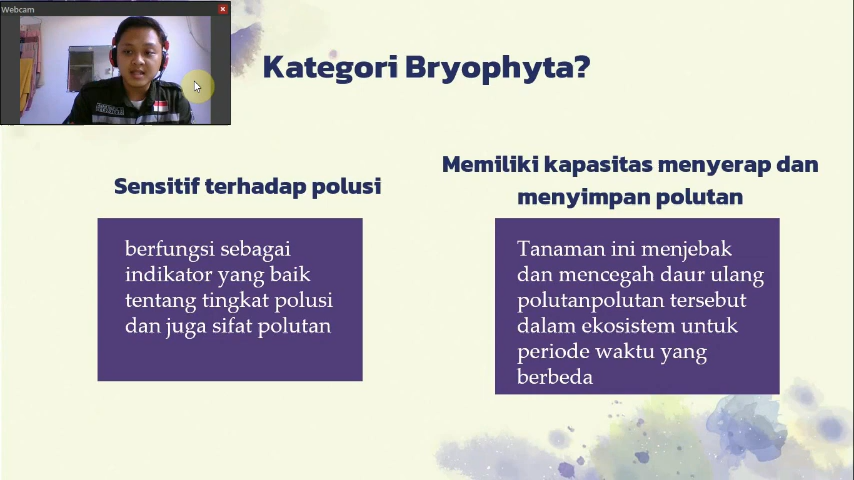 Webcam
Kategori Bryophyta?
Sensitif terhadap polusi
berfungsi sebagai
indikator yang baik
tentang tingkat polusi
dan juga sifat polutan
Memiliki kapasitas menyerap dan
menyimpan polutan
Tanaman ini menjebak
dan mencegah daur ulang
polutanpolutan tersebut
dalam ekosistem untuk
periode waktu yang
berbeda